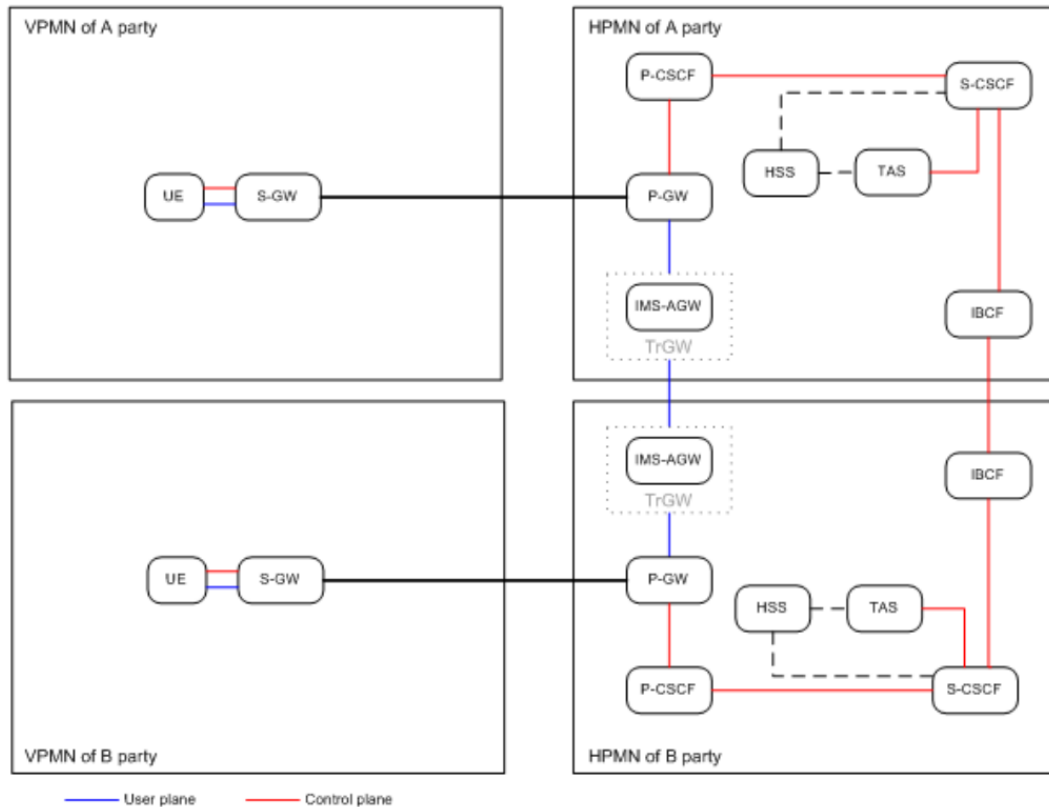 VPMN of A party
HPMN of A party
P-CSCF
S-CSCF
HSS
TAS
UE
S-GW
P-GW
IMS-AGW
TrGW
IBCF
IMS-AGW
TrGW
IBCF
UE
S-GW
P-GW
HSS
TAS
P-CSCF
S-CSCF
VPMN of B party
HPMN of B party
User plane
Control plane